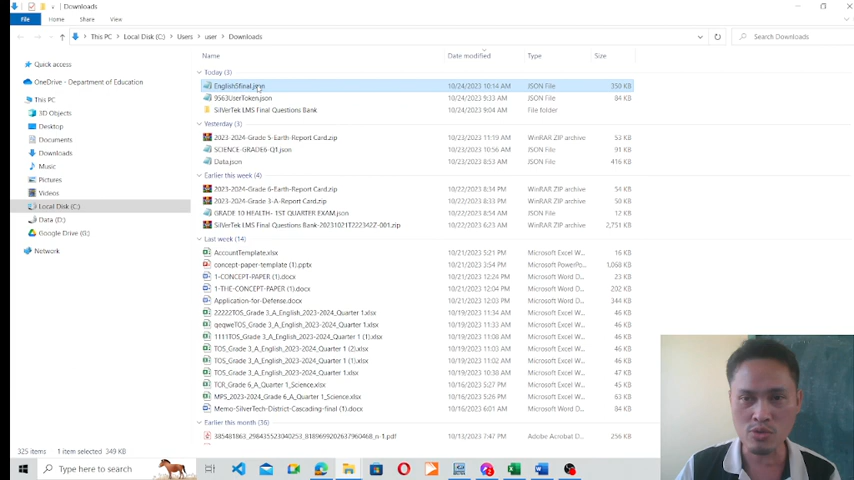 Downloads
File Home Share View
This PC Local Disk (C:) Users user Downloads Search Downloads
Name Date modified Type Size
Quick access
OneDrive - Department of Education
This PC
3D Objects
Desktop
Documents
Downloads
Music
Pictures
Videos
Local Disk (C:)
Data (D:)
Google Drive (G:)
Network
Today (3)
English5final.json 10/24/2023 10:14 AM JSON File 350 KB
9563UserToken.json 10/24/2023 9:33 AM JSON File 84 KB
SilVerTek LMS Final Questions Bank 10/24/2023 9:04 AM File folder
Yesterday (3)
2023-2024-Grade 5-Earth-Report Card.zip 10/23/2023 11:19 AM WinRAR ZIP archive 53 KB
SCIENCE-GRADE6-Q1.json 10/23/2023 10:56 AM JSON File 91 KB
Data.json 10/23/2023 8:53 AM JSON File 416 KB
Earlier this week (4)
2023-2024-Grade 6-Earth-Report Card.zip 10/22/2023 8:34 PM WinRAR ZIP archive 54 KB
2023-2024-Grade 3-A-Report Card.zip 10/22/2023 9:01 AM WinRAR ZIP archive 50 KB
GRADE 10 HEALTH- 1ST QUARTER EXAM.json 10/22/2023 8:54 AM JSON File 12 KB
SilVerTek LMS Final Questions Bank-20231021T222342Z-001.zip 10/22/2023 6:24 AM WinRAR ZIP archive 2,751 KB
Last week (14)
AccountTemplate.xlsx 10/21/2023 5:21 PM Microsoft Excel W... 16 KB
concept-paper-template (1).pptx 10/21/2023 3:54 PM Microsoft PowerPo... 1,068 KB
1-CONCEPT-PAPER (1).docx 10/21/2023 12:24 PM Microsoft Word D... 23 KB
1-THE-CONCEPT-PAPER (1).docx 10/21/2023 12:04 PM Microsoft Word D... 202 KB
Application-for-Defense.docx 10/21/2023 12:03 PM Microsoft Word D... 344 KB
22222TOS_Grade 3_A_English_2023-2024_Quarter 1.xlsx 10/19/2023 11:34 AM Microsoft Excel W... 46 KB
qeqweTOS_Grade 3_A_English_2023-2024_Quarter 1.xlsx 10/19/2023 11:33 AM Microsoft Excel W... 46 KB
1111TOS_Grade 3_A_English_2023-2024_Quarter 1 (1).xlsx 10/19/2023 11:19 AM Microsoft Excel W... 46 KB
TOS_Grade 3_A_English_2023-2024_Quarter 1 (2).xlsx 10/19/2023 11:03 AM Microsoft Excel W... 46 KB
TOS_Grade 3_A_English_2023-2024_Quarter 1 (1).xlsx 10/19/2023 11:02 AM Microsoft Excel W... 46 KB
TOS_Grade 3_A_English_2023-2024_Quarter 1.xlsx 10/19/2023 10:38 AM Microsoft Excel W... 47 KB
TCR_Grade 6_A_Quarter 1_Science.xlsx 10/16/2023 5:27 PM Microsoft Excel W... 45 KB
MPS_2023-2024_Grade 6_A_Quarter 1_Science.xlsx 10/16/2023 5:27 PM Microsoft Excel W... 46 KB
Memo-SilverTech-District-Cascading-final (1).docx 10/16/2023 6:01 AM Microsoft Word D... 84 KB
Earlier this month (36)
10/13/2023 7:47 PM Adobe Acrobat D... 256 KB
325 items 1 item selected 349 KB
Type here to search